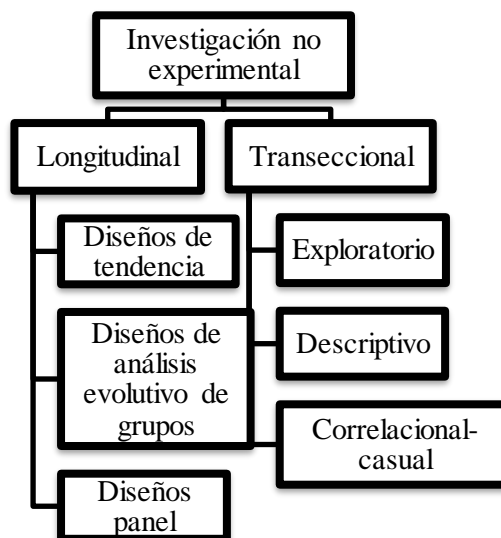 Investigación no
experimental
Longitudinal
Diseños de
tendencia
Diseños de
análisis
evolutivo de
grupos
Diseños
panel
Transeccional
Exploratorio
Descriptivo
Correlacional-
casual